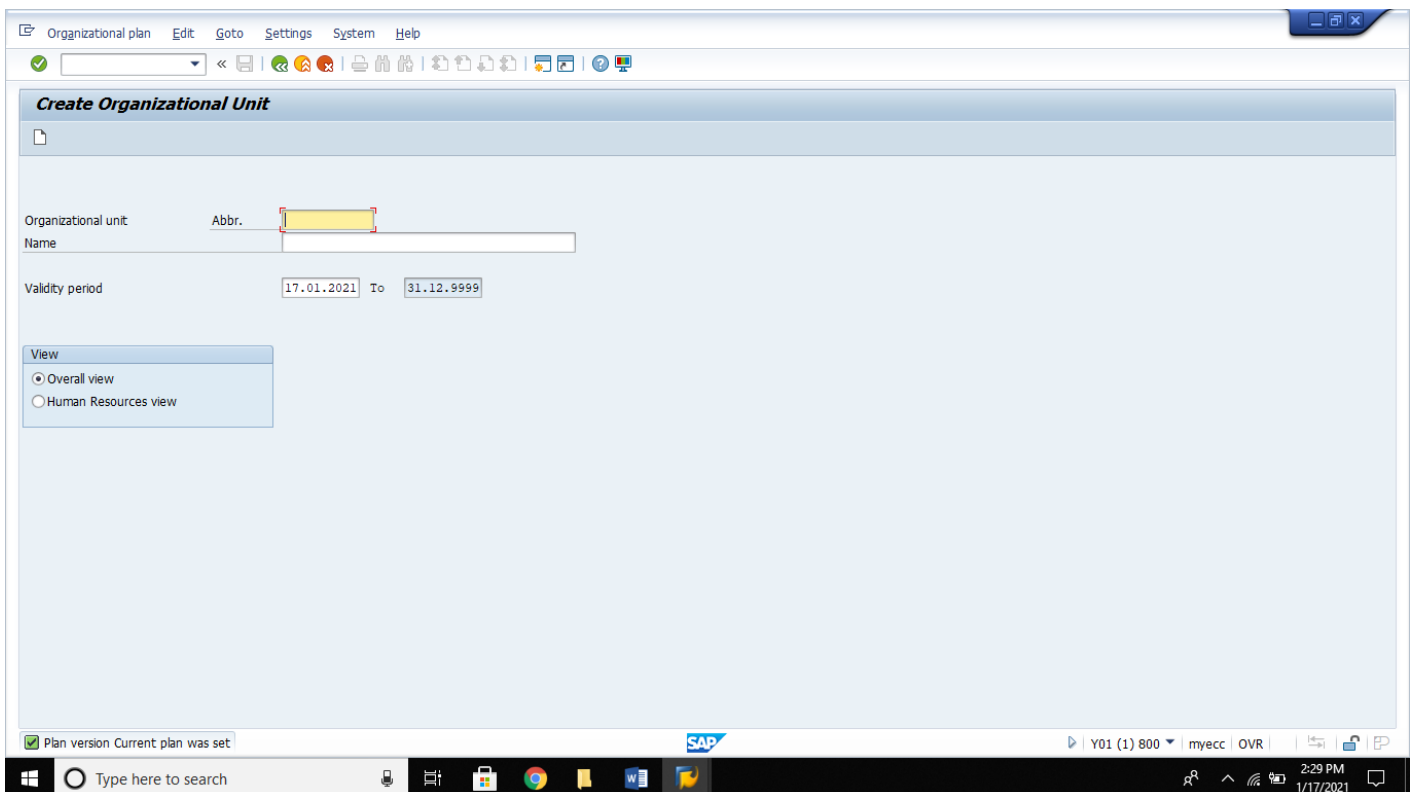 Organizational plan Edit Goto Settings System Help
Create Organizational Unit
Organizational unit Abbr.
Name
Validity period 17.01.2021 To 31.12.9999
View
Overall view
Human Resources view
Plan version Current plan was set SAP Y01 (1) 800 myecc OVR
Type here to search 2:29 PM
1/17/2021